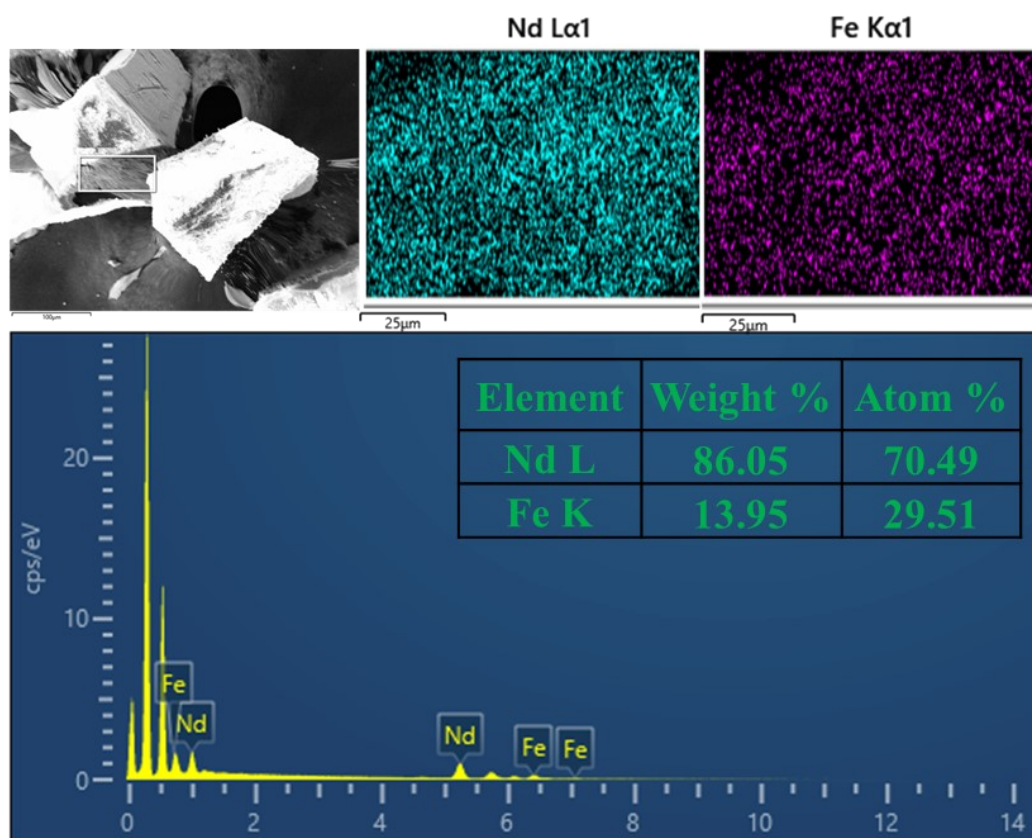 Nd Lα1
Fe Kα1
100μm
25μm
25μm
Element Weight % Atom %
Nd L 86.05 70.49
Fe K 13.95 29.51
cps/eV
20
10
0
Fe
Nd
Nd
Fe
Fe
0 2 4 6 8 10 12 14